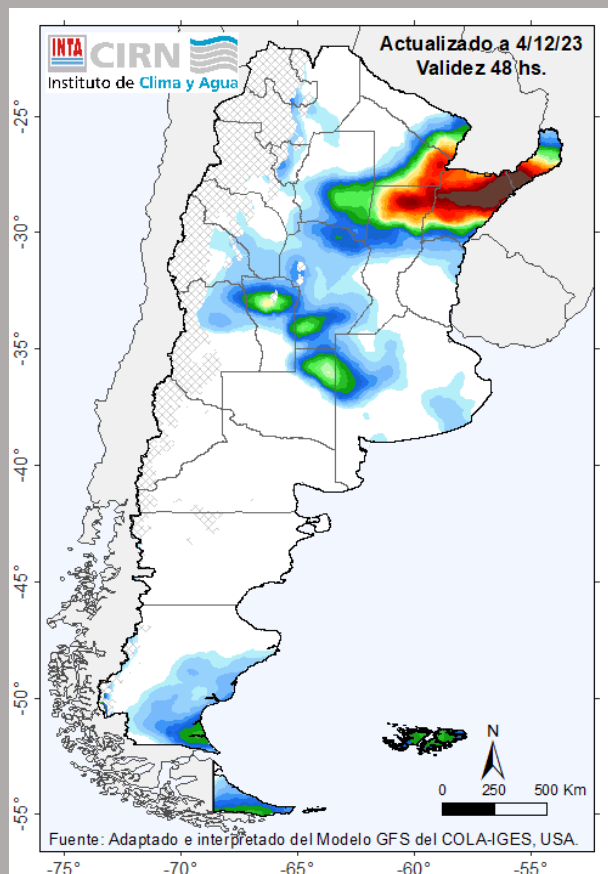 INTA CIRN
Instituto de Clima y Agua
Actualizado a 4/12/23
Validez 48 hs.
-25°
-30°
-35°
-40°
-45°
-50°
-55°
N
0 250 500 Km
Fuente: Adaptado e interpretado del Modelo GFS del COLA-IGES, USA.
-75° -70° -65° -60° -55°